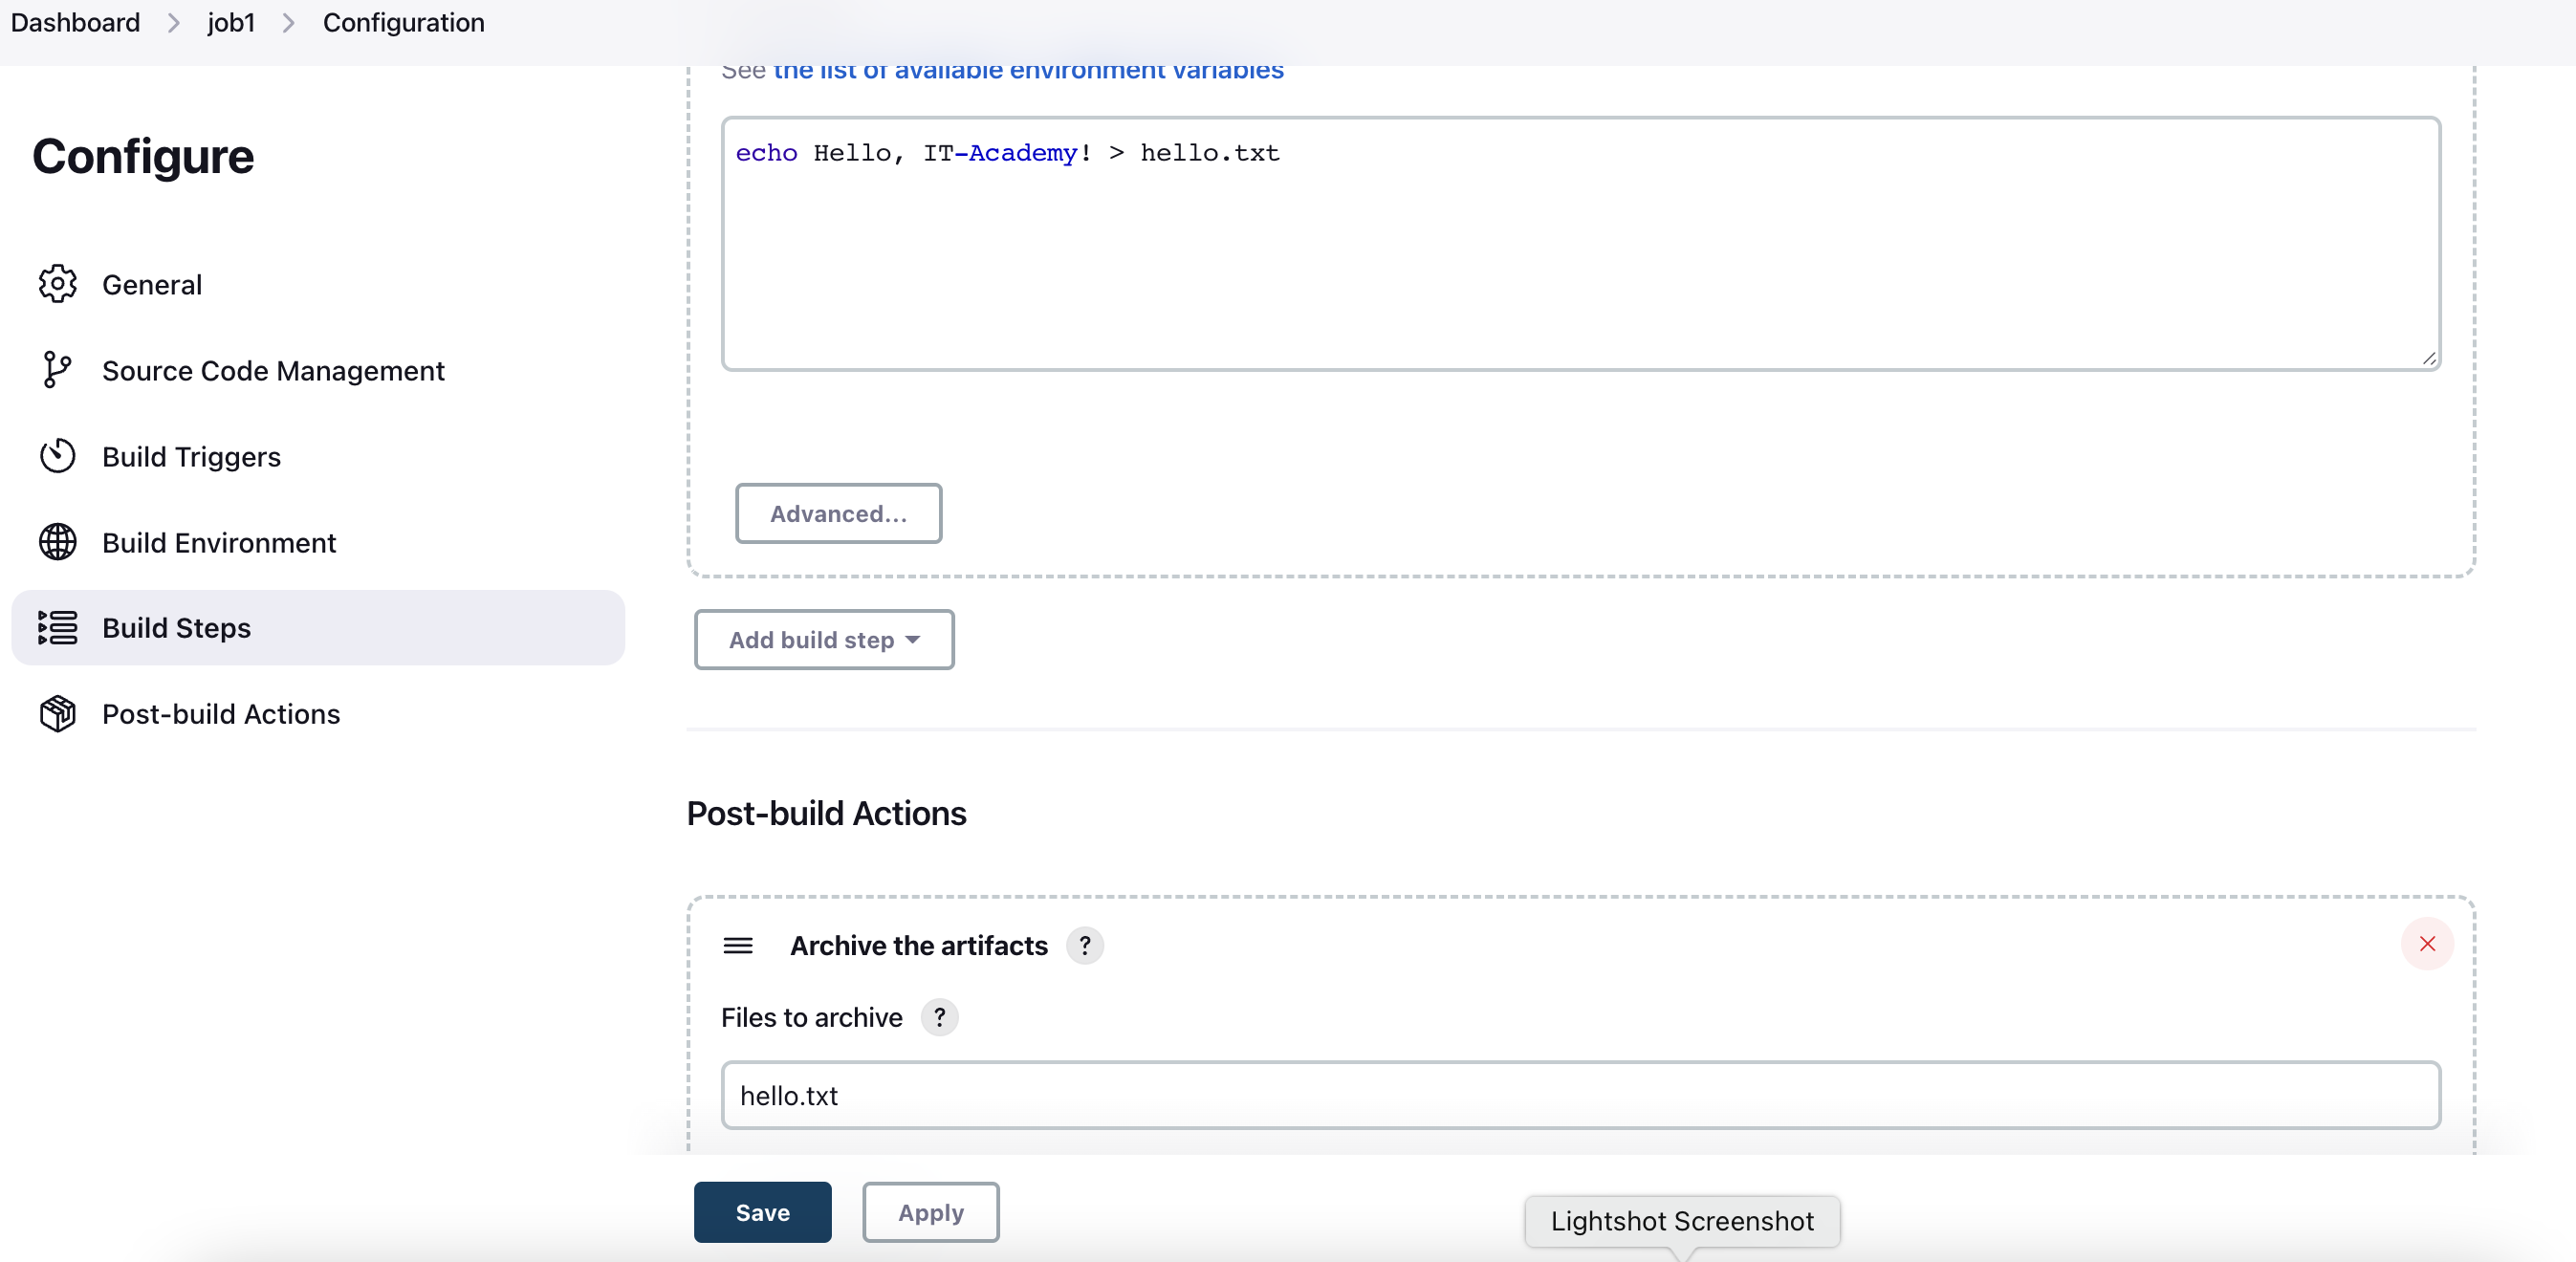 Dashboard > job1 > Configuration
See the list of available environment variables
Configure
echo Hello, IT-Academy! > hello.txt
General
Source Code Management
Build Triggers
Build Environment
Build Steps
Post-build Actions
Advanced...
Add build step
Post-build Actions
Archive the artifacts ?
Files to archive ?
hello.txt
Save
Apply
Lightshot Screenshot